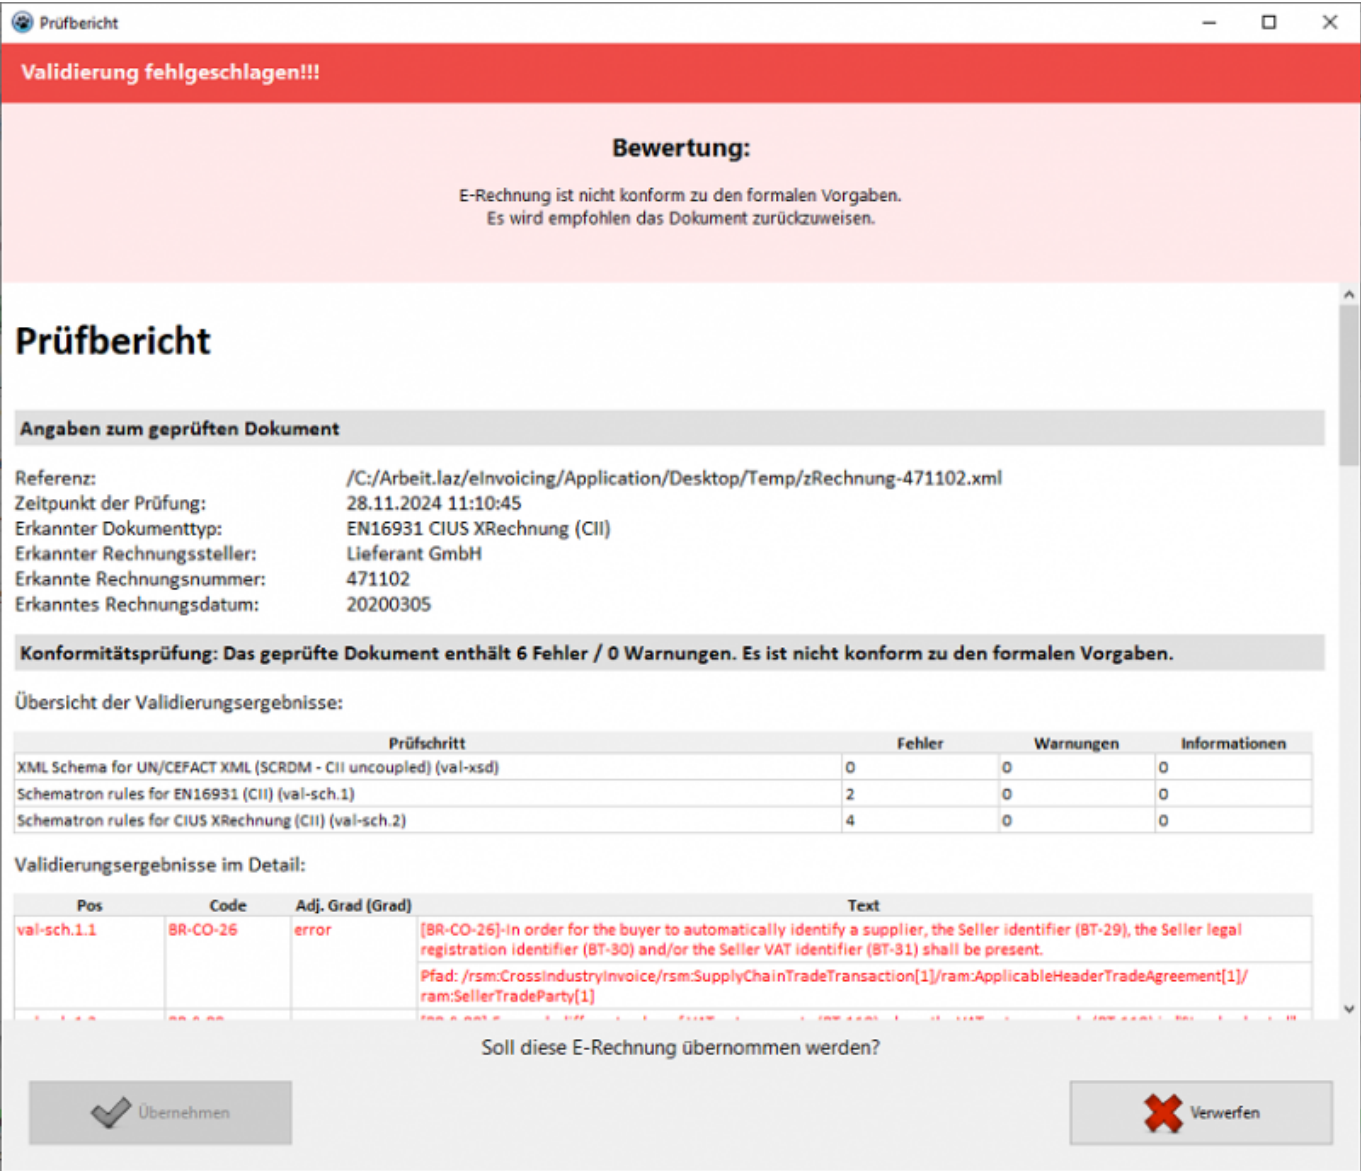 Prüfbericht
Validierung fehlgeschlagen!!!
Bewertung:
E-Rechnung ist nicht konform zu den formalen Vorgaben.
Es wird empfohlen das Dokument zurückzuweisen.
Prüfbericht
Angaben zum geprüften Dokument
Referenz: /C:/Arbeit.laz/eInvoicing/Application/Desktop/Temp/zRechnung-471102.xml
Zeitpunkt der Prüfung: 28.11.2024 11:10:45
Erkannter Dokumenttyp: EN16931 CIUS XRechnung (CII)
Erkannter Rechnungssteller: Lieferant GmbH
Erkannte Rechnungsnummer: 471102
Erkanntes Rechnungsdatum: 20200305
Konformitätsprüfung: Das geprüfte Dokument enthält 6 Fehler / 0 Warnungen. Es ist nicht konform zu den formalen Vorgaben.
Übersicht der Validierungsergebnisse:
Prüfschritt Fehler Warnungen Informationen
XML Schema for UN/CEFACT XML (SCRDM - CII uncoupled) (val-xsd) 0 0 0
Schematron rules for EN16931 (CII) (val-sch.1) 2 0 0
Schematron rules for CIUS XRechnung (CII) (val-sch.2) 4 0 0
Validierungsergebnisse im Detail:
Pos Code Adj. Grad (Grad) Text
val-sch.1.1 BR-CO-26 error [BR-CO-26]-In order for the buyer to automatically identify a supplier, the Seller identifier (BT-29), the Seller legal
registration identifier (BT-30) and/or the Seller VAT identifier (BT-31) shall be present.
Pfad: /rsm:CrossIndustryInvoice/rsm:SupplyChainTradeTransaction[1]/ram:ApplicableHeaderTradeAgreement[1]/
ram:SellerTradeParty[1]
Soll diese E-Rechnung übernommen werden?
Übernehmen
Verwerfen